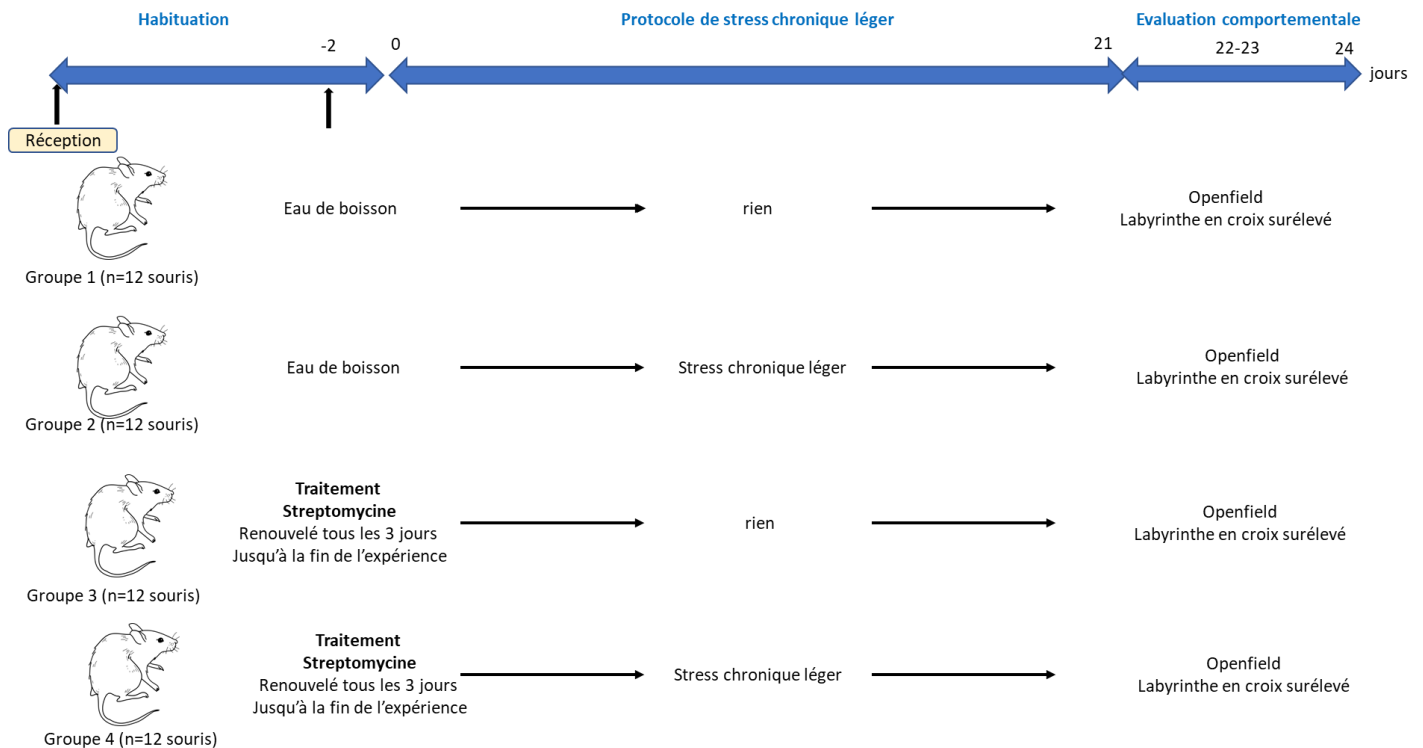 Habituation
Protocole de stress chronique léger
Evaluation comportementale
-2
0
21
22-23
24
jours
Réception
Eau de boisson
rien
Openfield
Labyrinthe en croix surélevé
Groupe 1 (n=12 souris)
Eau de boisson
Stress chronique léger
Openfield
Labyrinthe en croix surélevé
Groupe 2 (n=12 souris)
Traitement
Streptomycine
Renouvelé tous les 3 jours
Jusqu'à la fin de l'expérience
rien
Openfield
Labyrinthe en croix surélevé
Groupe 3 (n=12 souris)
Traitement
Streptomycine
Renouvelé tous les 3 jours
Jusqu'à la fin de l'expérience
Stress chronique léger
Openfield
Labyrinthe en croix surélevé
Groupe 4 (n=12 souris)